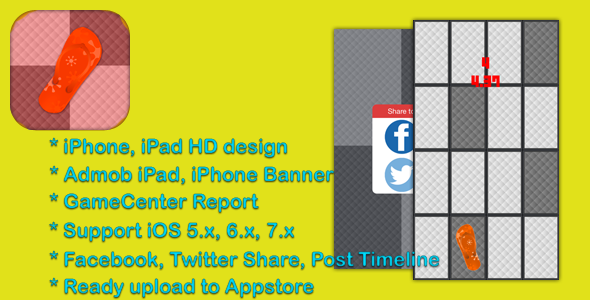 * iPhone, iPad HD design
* Admob iPad, iPhone Banner
* GameCenter Report
* Support iOS 5.x, 6.x, 7.x
* Facebook, Twitter Share, Post Timeline
* Ready upload to Appstore
Share to
f